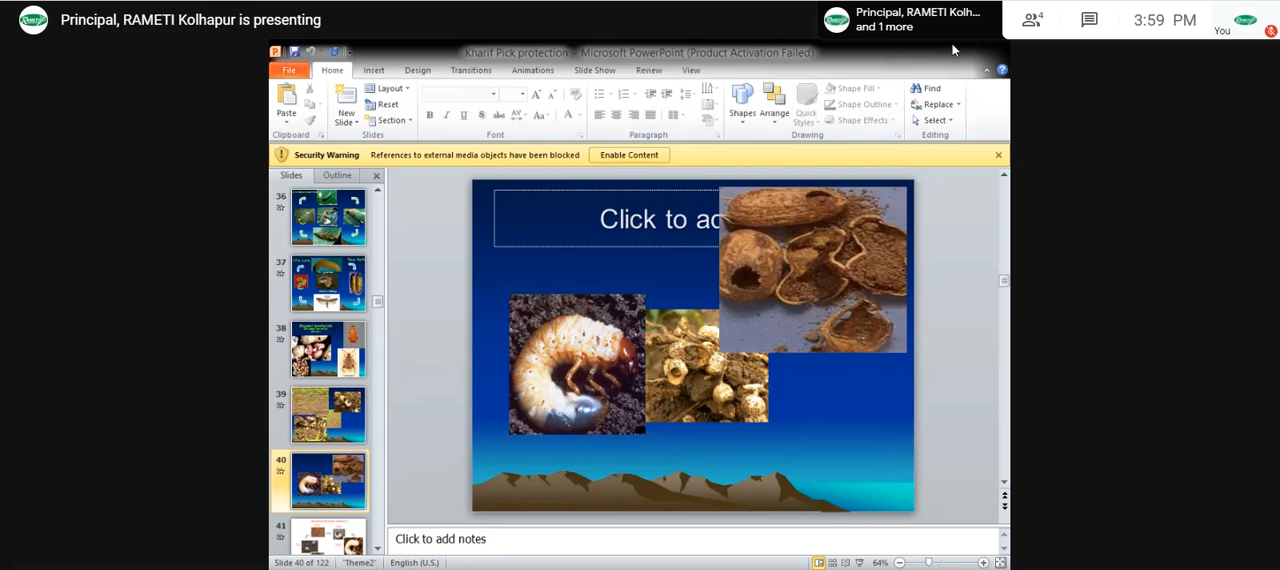 Principal, RAMETI Kolhapur is presenting
Principal, RAMETI Kolh...
and 1 more
4
3:59 PM
You
Kharif Pick protection - Microsoft PowerPoint (Product Activation Failed)
File Home Insert Design Transitions Animations Slide Show Review View
Paste
Clipboard
New
Slide
Layout
Reset
Section
Slides
Font
Paragraph
Shapes
Arrange
Quick
Styles
Shape Fill
Shape Outline
Shape Effects
Drawing
Find
Replace
Select
Editing
Security Warning References to external media objects have been blocked Enable Content
Slides Outline
36
37
38
39
40
41
Click to ad
Click to add notes
Slide 40 of 122 "Theme2" English (U.S.) 64%